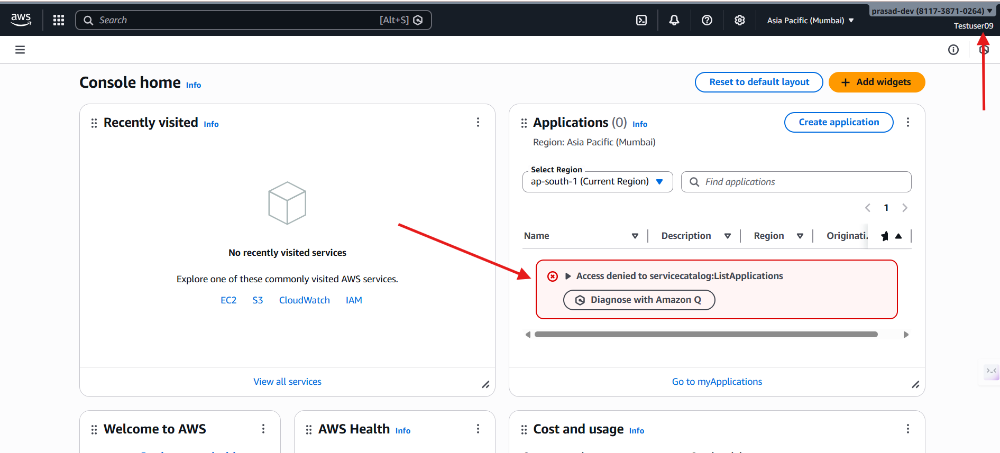 aws
Search [Alt+S]
Asia Pacific (Mumbai)
prasad-dev (8117-3871-0264)
Testuser09
Console home Info
Reset to default layout
Add widgets
Recently visited Info
No recently visited services
Explore one of these commonly visited AWS services.
EC2 S3 CloudWatch IAM
View all services
Applications (0) Info
Create application
Region: Asia Pacific (Mumbai)
Select Region
ap-south-1 (Current Region)
Find applications
1
Name Description Region Originati.
Access denied to servicecatalog:ListApplications
Diagnose with Amazon Q
Go to myApplications
Welcome to AWS
AWS Health Info
Cost and usage Info